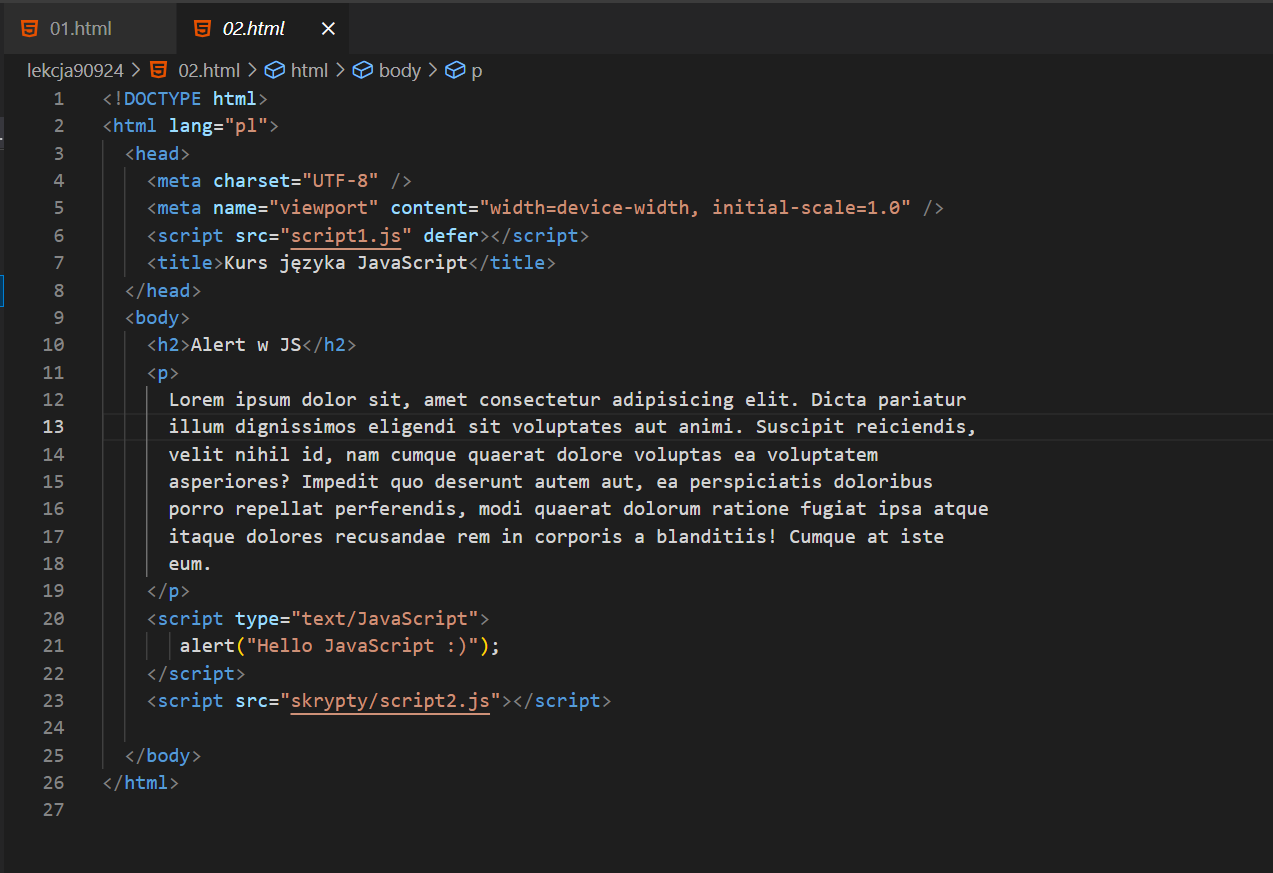 01.html 02.html
lekcja90924 > 02.html > html > body > p
1 <!DOCTYPE html>
2 <html lang="pl">
3 <head>
4 <meta charset="UTF-8" />
5 <meta name="viewport" content="width=device-width, initial-scale=1.0" />
6 <script src="script1.js" defer></script>
7 <title>Kurs języka JavaScript</title>
8 </head>
9 <body>
10 <h2>Alert w JS</h2>
11 <p>
12 Lorem ipsum dolor sit, amet consectetur adipisicing elit. Dicta pariatur
13 illum dignissimos eligendi sit voluptates aut animi. Suscipit reiciendis,
14 velit nihil id, nam cumque quaerat dolore voluptas ea voluptatem
15 asperiores? Impedit quo deserunt autem aut, ea perspiciatis doloribus
16 porro repellat perferendis, modi quaerat dolorum ratione fugiat ipsa atque
17 itaque dolores recusandae rem in corporis a blanditiis! Cumque at iste
18 eum.
19 </p>
20 <script type="text/JavaScript">
21 alert("Hello JavaScript :)");
22 </script>
23 <script src="skrypty/script2.js"></script>
24
25 </body>
26 </html>
27